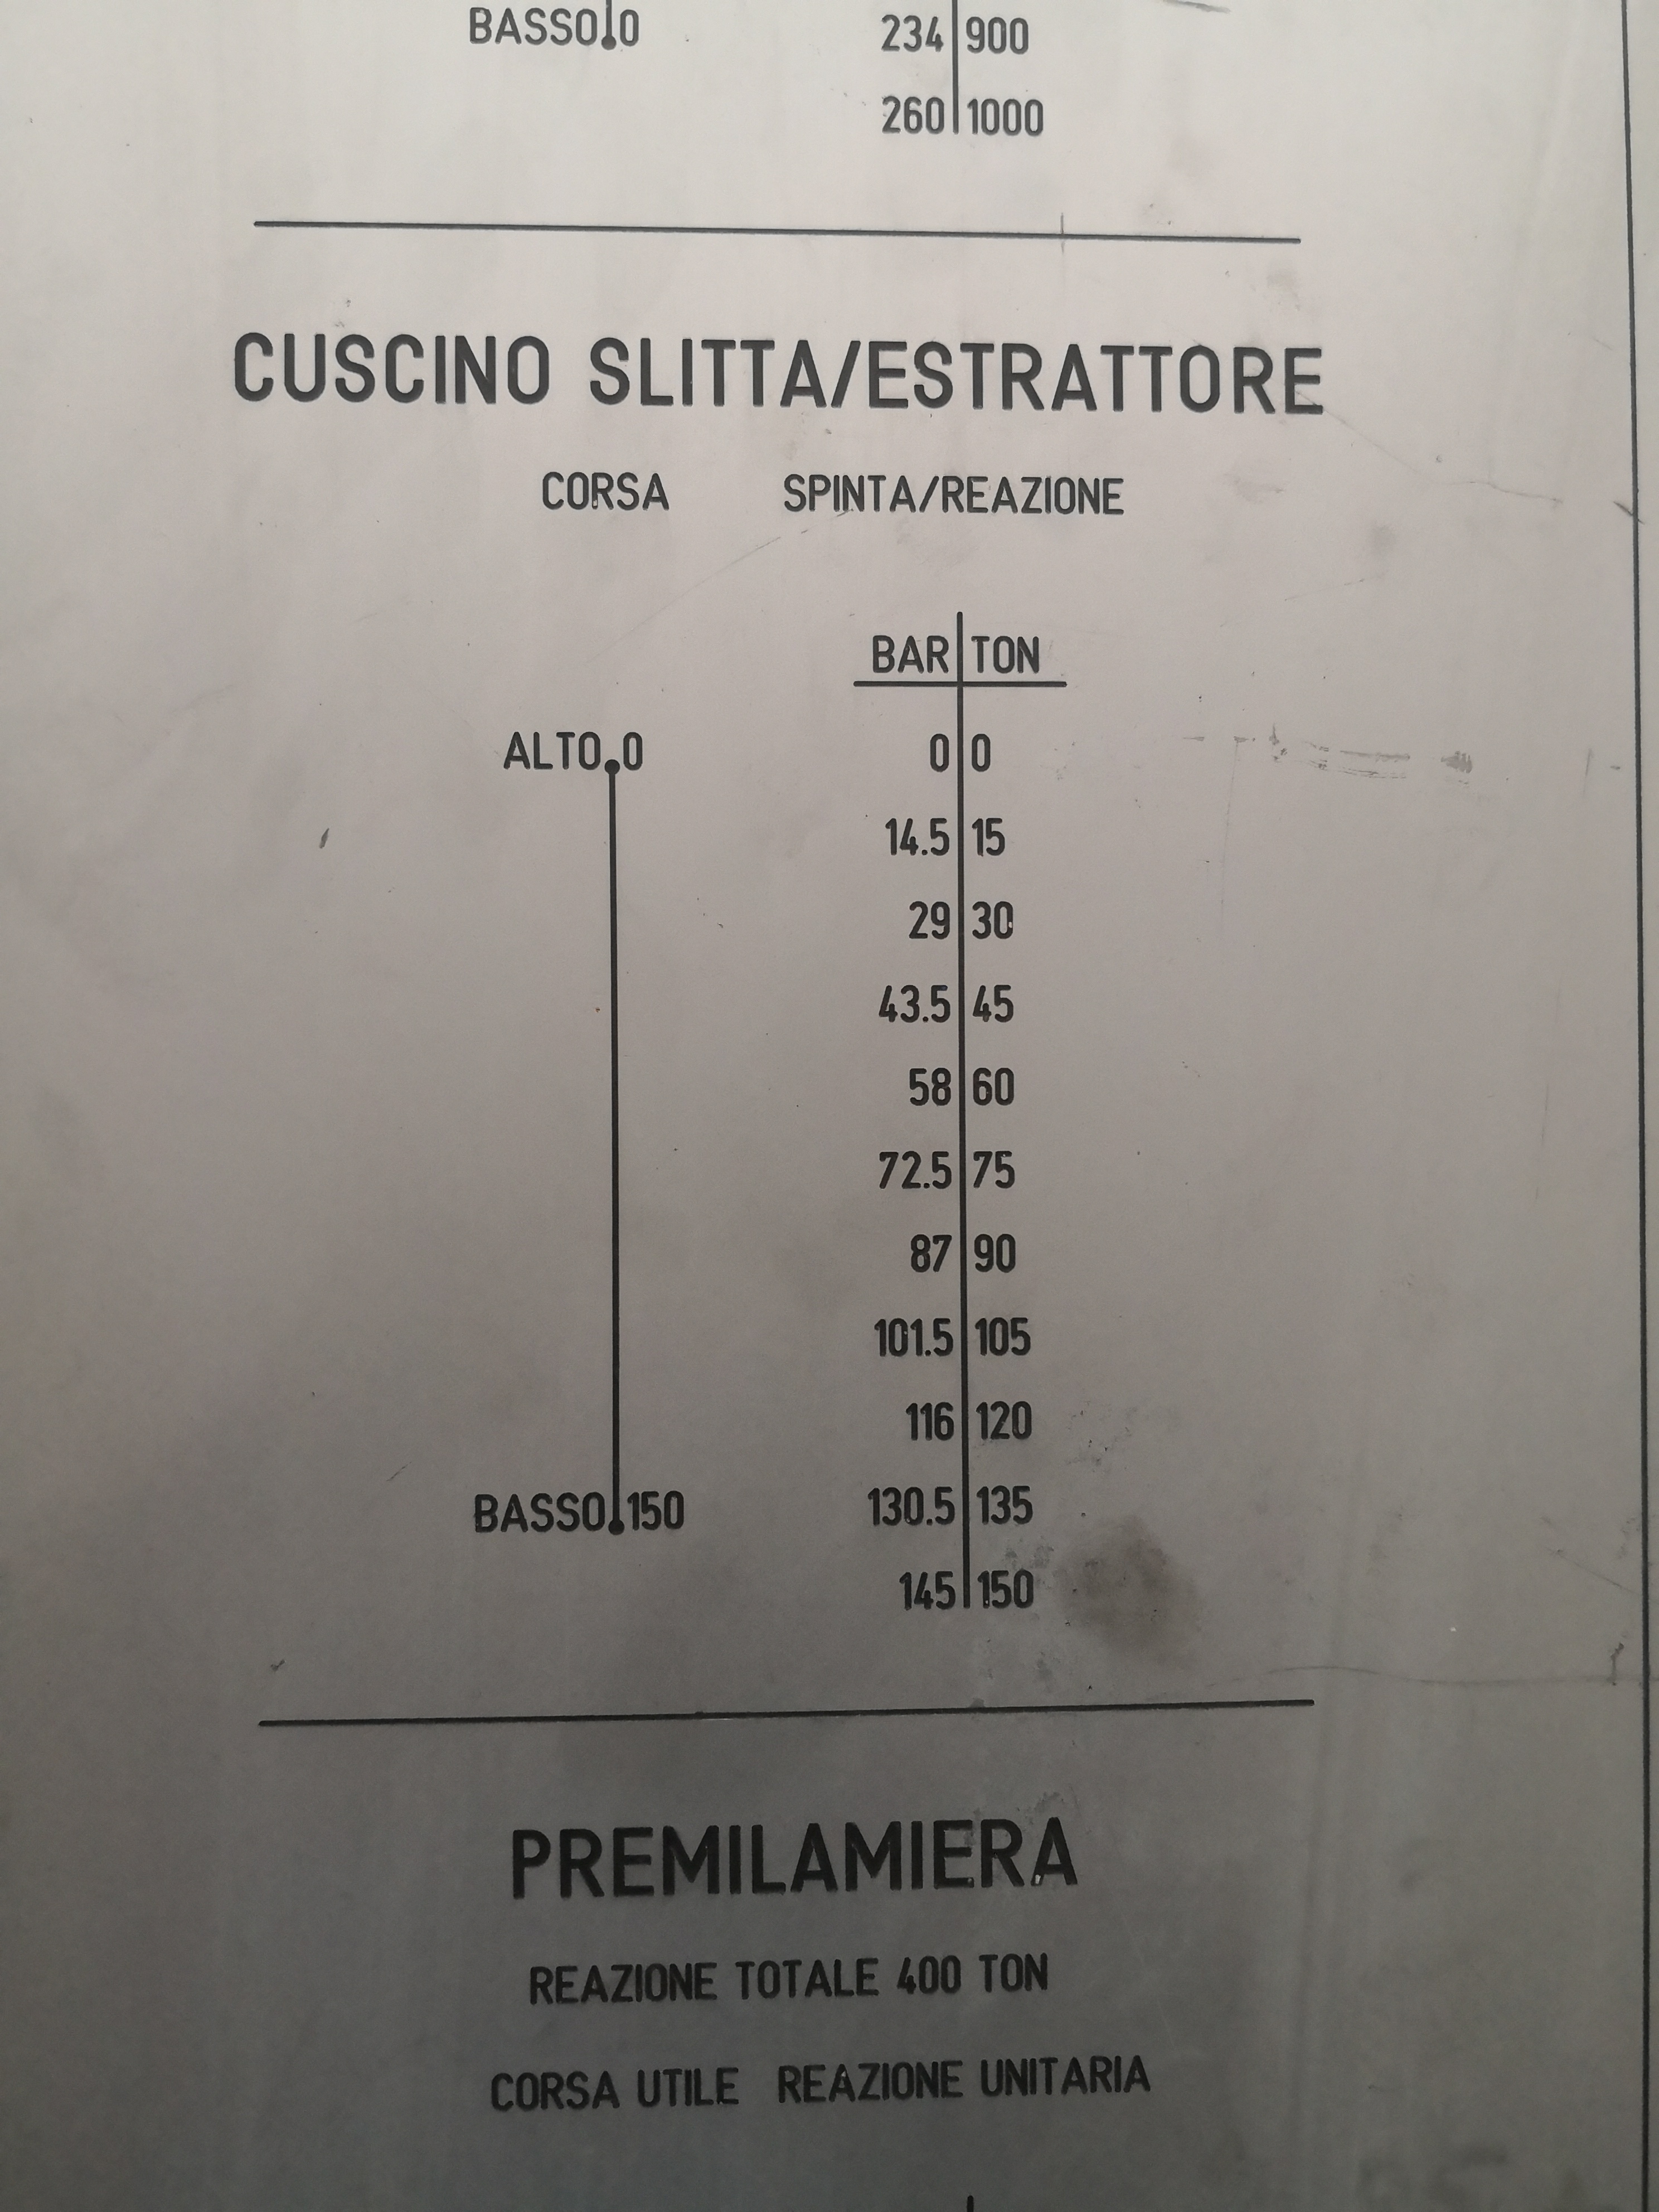 BASSO 0 234 900
260 1000
CUSCINO SLITTA/ESTRATTORE
CORSA SPINTA/REAZIONE
BAR TON
ALTO 0 0 0
14.5 15
29 30
43.5 45
58 60
72.5 75
87 90
101.5 105
116 120
BASSO 150 130.5 135
145 150
PREMILAMIERA
REAZIONE TOTALE 400 TON
CORSA UTILE REAZIONE UNITARIA